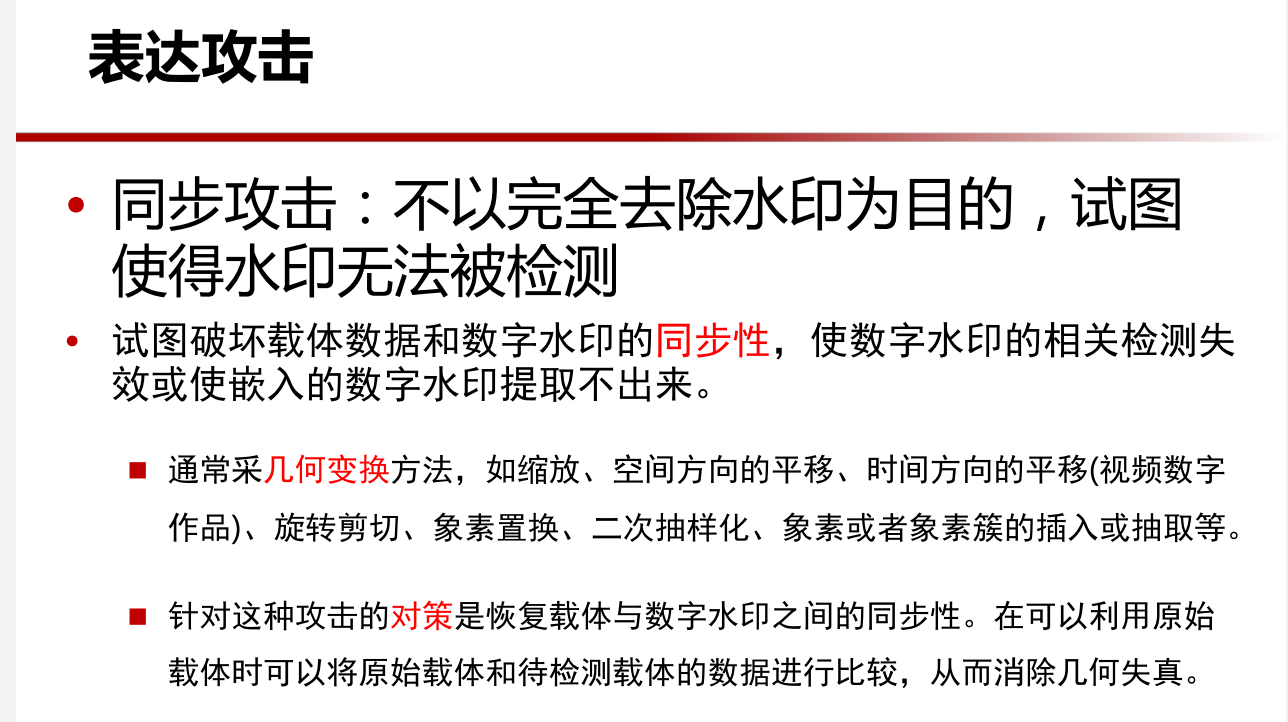 表达攻击
• 同步攻击：不以完全去除水印为目的，试图
使得水印无法被检测
• 试图破坏载体数据和数字水印的同步性，使数字水印的相关检测失
效或使嵌入的数字水印提取不出来。
■ 通常采几何变换方法，如缩放、空间方向的平移、时间方向的平移(视频数字
作品)、旋转剪切、象素置换、二次抽样化、象素或者象素簇的插入或抽取等。
■ 针对这种攻击的对策是恢复载体与数字水印之间的同步性。在可以利用原始
载体时可以将原始载体和待检测载体的数据进行比较，从而消除几何失真。